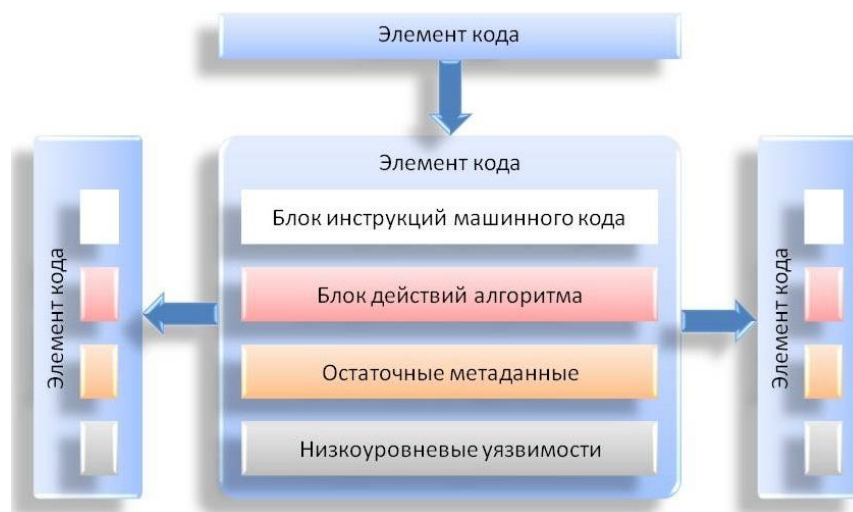 Элемент кода
Элемент кода
Блок инструкций машинного кода
Блок действий алгоритма
Остаточные метаданные
Низкоуровневые уязвимости
Элемент кода
Элемент кода